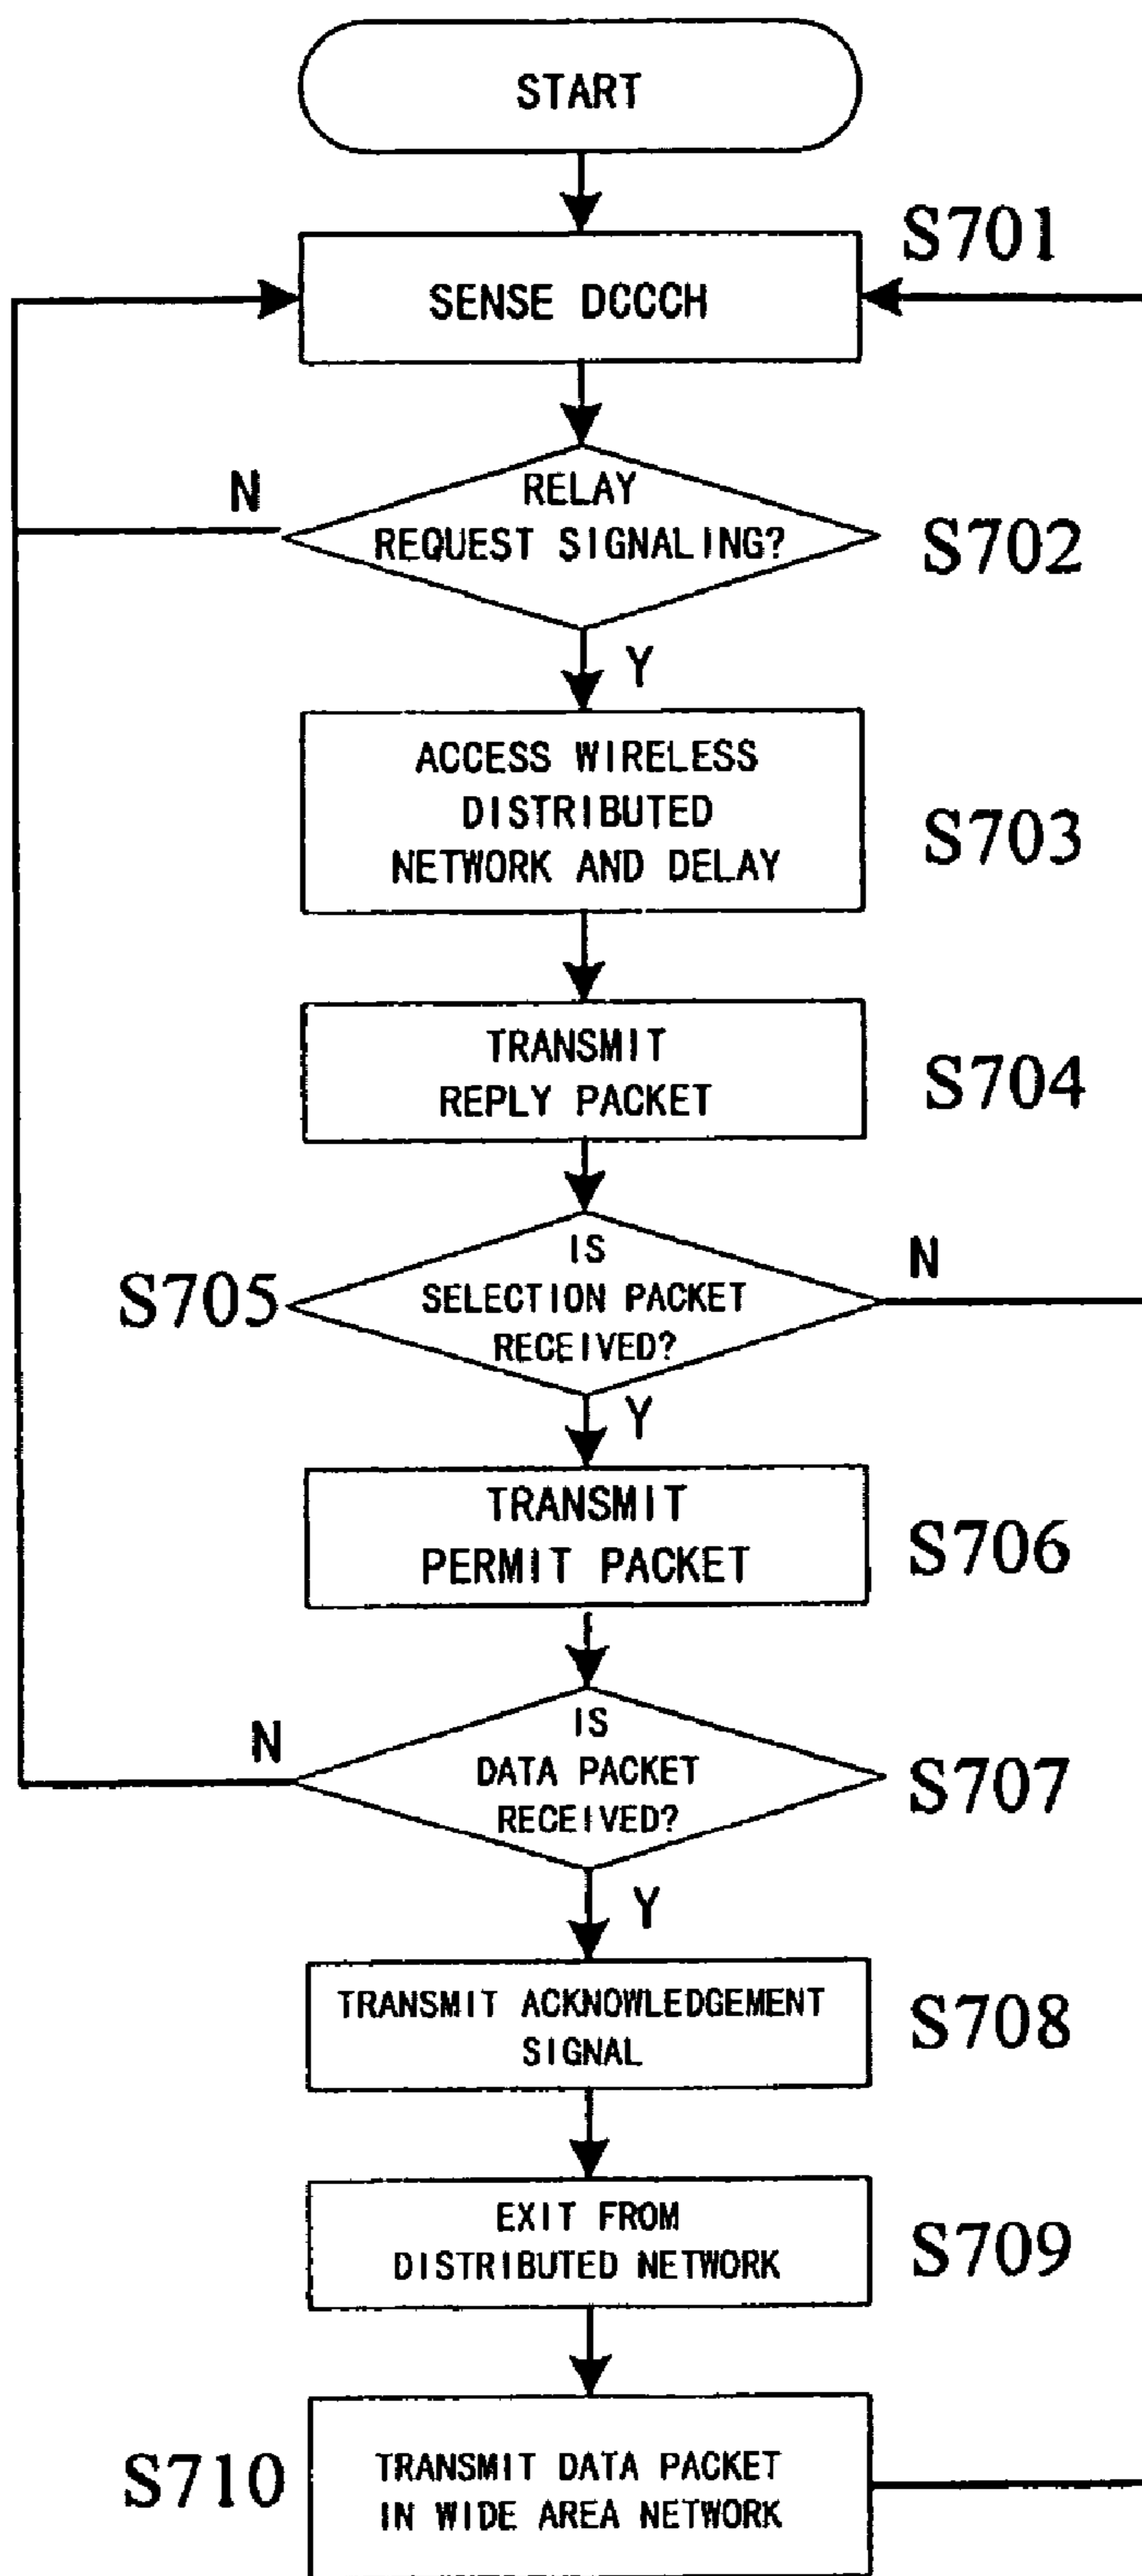 START
S701
SENSE DCCCH
N
RELAY
REQUEST SIGNALING?
S702
Y
ACCESS WIRELESS
DISTRIBUTED
NETWORK AND DELAY
S703
TRANSMIT
REPLY PACKET
S704
S705
IS
SELECTION PACKET
RECEIVED?
N
Y
TRANSMIT
PERMIT PACKET
S706
N
IS
DATA PACKET
RECEIVED?
S707
Y
TRANSMIT ACKNOWLEDGEMENT
SIGNAL
S708
EXIT FROM
DISTRIBUTED NETWORK
S709
S710
TRANSMIT DATA PACKET
IN WIDE AREA NETWORK